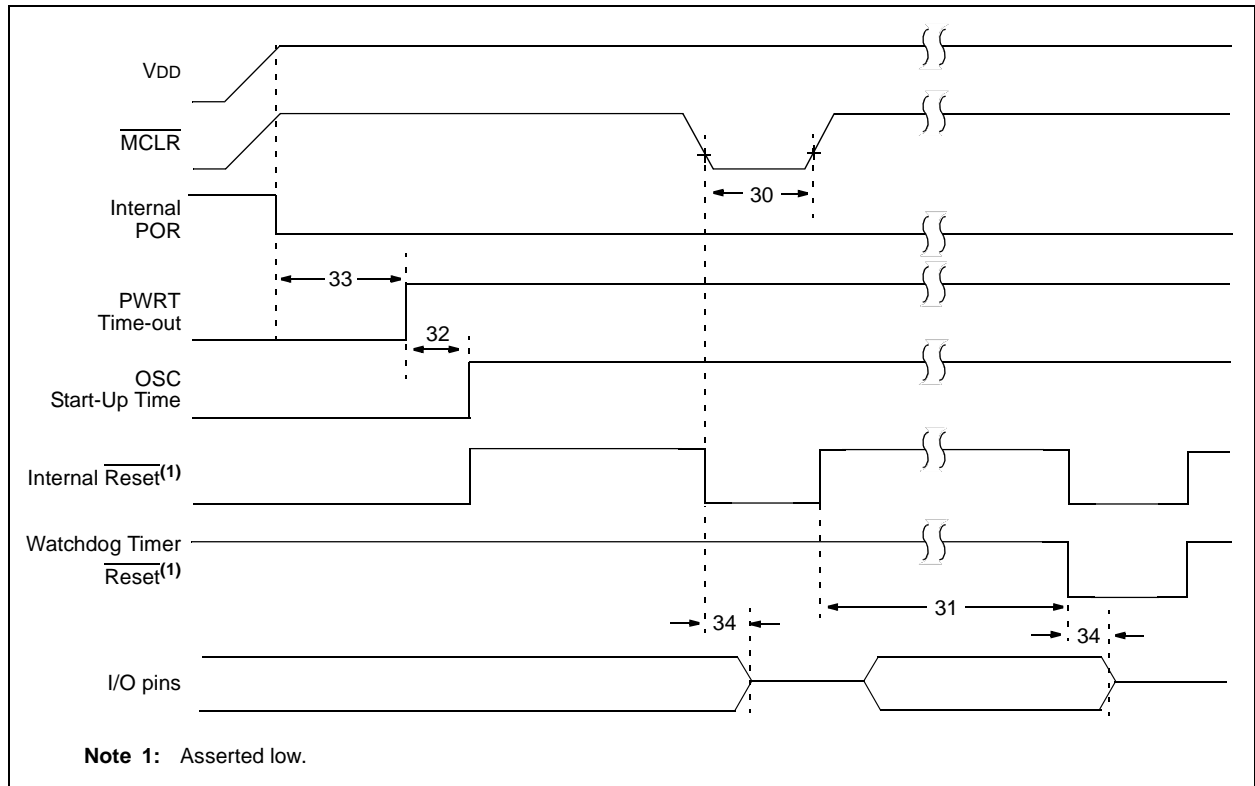 VDD
MCLR
30
Internal
POR
33
PWRT
Time-out
32
OSC
Start-Up Time
Internal Reset(1)
Watchdog Timer
Reset(1)
31
34
34
I/O pins
Note 1: Asserted low.